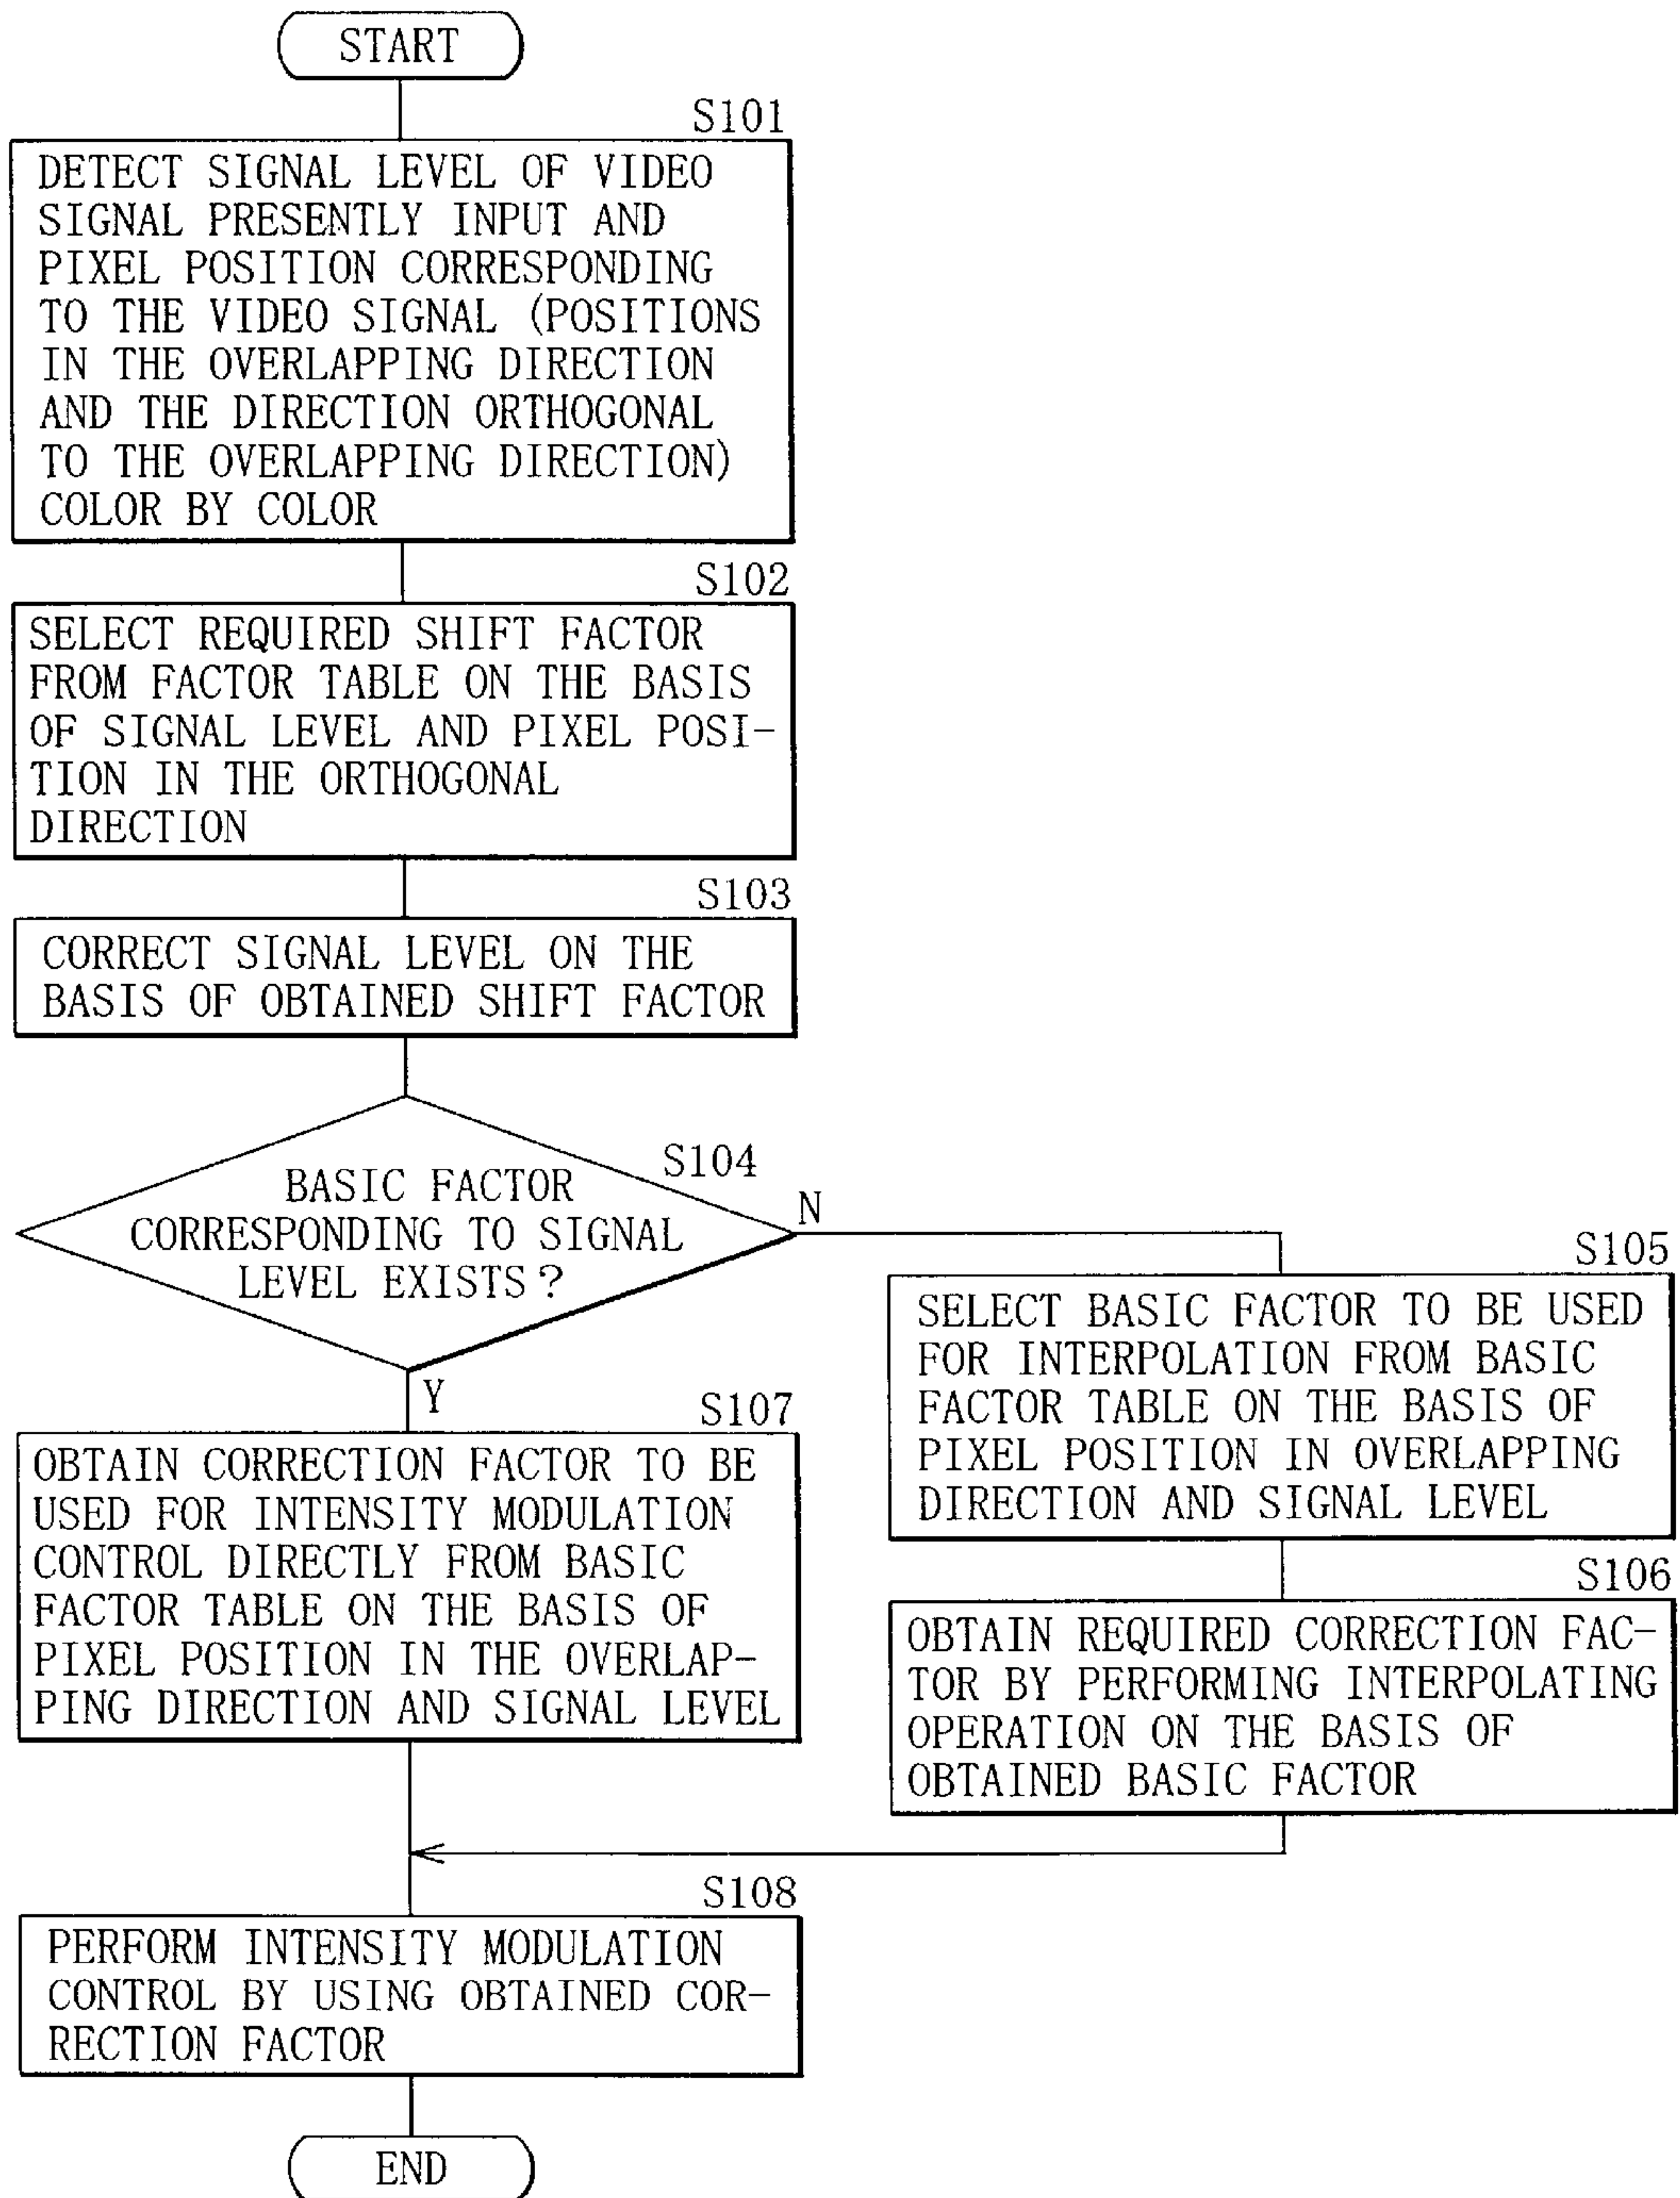 START
S101
DETECT SIGNAL LEVEL OF VIDEO
SIGNAL PRESENTLY INPUT AND
PIXEL POSITION CORRESPONDING
TO THE VIDEO SIGNAL (POSITIONS
IN THE OVERLAPPING DIRECTION
AND THE DIRECTION ORTHOGONAL
TO THE OVERLAPPING DIRECTION)
COLOR BY COLOR
S102
SELECT REQUIRED SHIFT FACTOR
FROM FACTOR TABLE ON THE BASIS
OF SIGNAL LEVEL AND PIXEL POSI-
TION IN THE ORTHOGONAL
DIRECTION
S103
CORRECT SIGNAL LEVEL ON THE
BASIS OF OBTAINED SHIFT FACTOR
S104
BASIC FACTOR
CORRESPONDING TO SIGNAL
LEVEL EXISTS?
N
S105
SELECT BASIC FACTOR TO BE USED
FOR INTERPOLATION FROM BASIC
FACTOR TABLE ON THE BASIS OF
PIXEL POSITION IN OVERLAPPING
DIRECTION AND SIGNAL LEVEL
S106
OBTAIN REQUIRED CORRECTION FAC-
TOR BY PERFORMING INTERPOLATING
OPERATION ON THE BASIS OF
OBTAINED BASIC FACTOR
Y
S107
OBTAIN CORRECTION FACTOR TO BE
USED FOR INTENSITY MODULATION
CONTROL DIRECTLY FROM BASIC
FACTOR TABLE ON THE BASIS OF
PIXEL POSITION IN THE OVERLAP-
PING DIRECTION AND SIGNAL LEVEL
S108
PERFORM INTENSITY MODULATION
CONTROL BY USING OBTAINED COR-
RECTION FACTOR
END